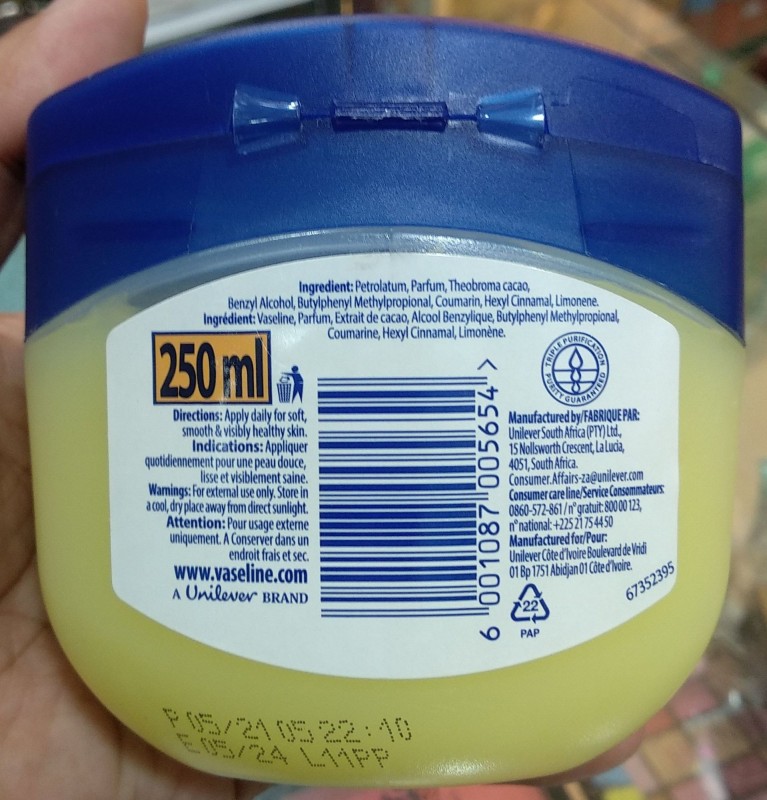 Ingredient: Petrolatum, Parfum, Theobroma cacao,
Benzyl Alcohol, Butylphenyl Methylpropional, Coumarin, Hexyl Cinnamal, Limonene.
Ingrédient: Vaseline, Parfum, Extrait de cacao, Alcool Benzylique, Butylphenyl Methylpropional,
Coumarine, Hexyl Cinnamal, Limonène.
250 ml
Directions: Apply daily for soft,
smooth & visibly healthy skin.
Indications: Appliquer
quotidiennement pour une peau douce,
lisse et visiblement saine.
Warnings: For external use only. Store in
a cool, dry place away from direct sunlight.
Attention: Pour usage externe
uniquement. A Conserver dans un
endroit frais et sec.
www.vaseline.com
A Unilever BRAND
6 001087 005654 >
TRIPLE PURIFICATION
PURITY GUARANTEED
Manufactured by/FABRIQUE PAR:
Unilever South Africa (PTY) Ltd.,
15 Nollsworth Crescent, La Lucia,
4051, South Africa.
Consumer.Affairs-za@unilever.com
Consumer care line/Service Consommateurs:
0860-572-861 / n° gratuit: 800 00 123,
n° national: +225 21 75 44 50
Manufactured for/Pour:
Unilever Côte d'Ivoire Boulevard de Vridi
01 Bp 1751 Abidjan 01 Côte d'Ivoire.
22
PAP
67352395
P 05/21 05 22:10
E 05/24 L11PP